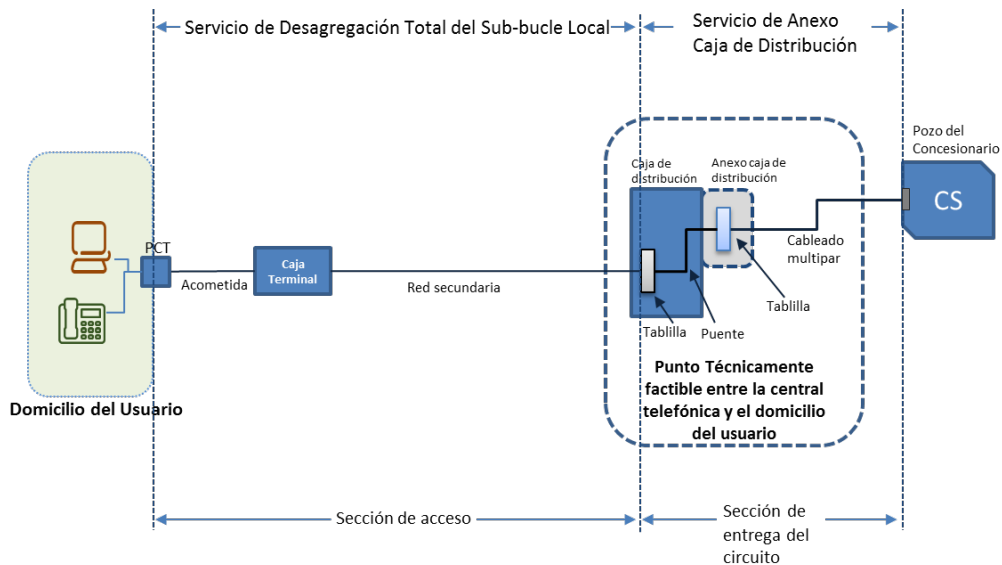 Servicio de Desagregación Total del Sub-bucle Local
Servicio de Anexo
Caja de Distribución
Pozo del
Concesionario
CS
Caja de
distribución
Anexo caja de
distribución
PCT
Caja
Terminal
Acometida
Red secundaria
Cableado
multipar
Tablilla
Puente
Tablilla
Punto Técnicamente
factible entre la central
telefónica y el domicilio
del usuario
Domicilio del Usuario
Sección de acceso
Sección de
entrega del
circuito